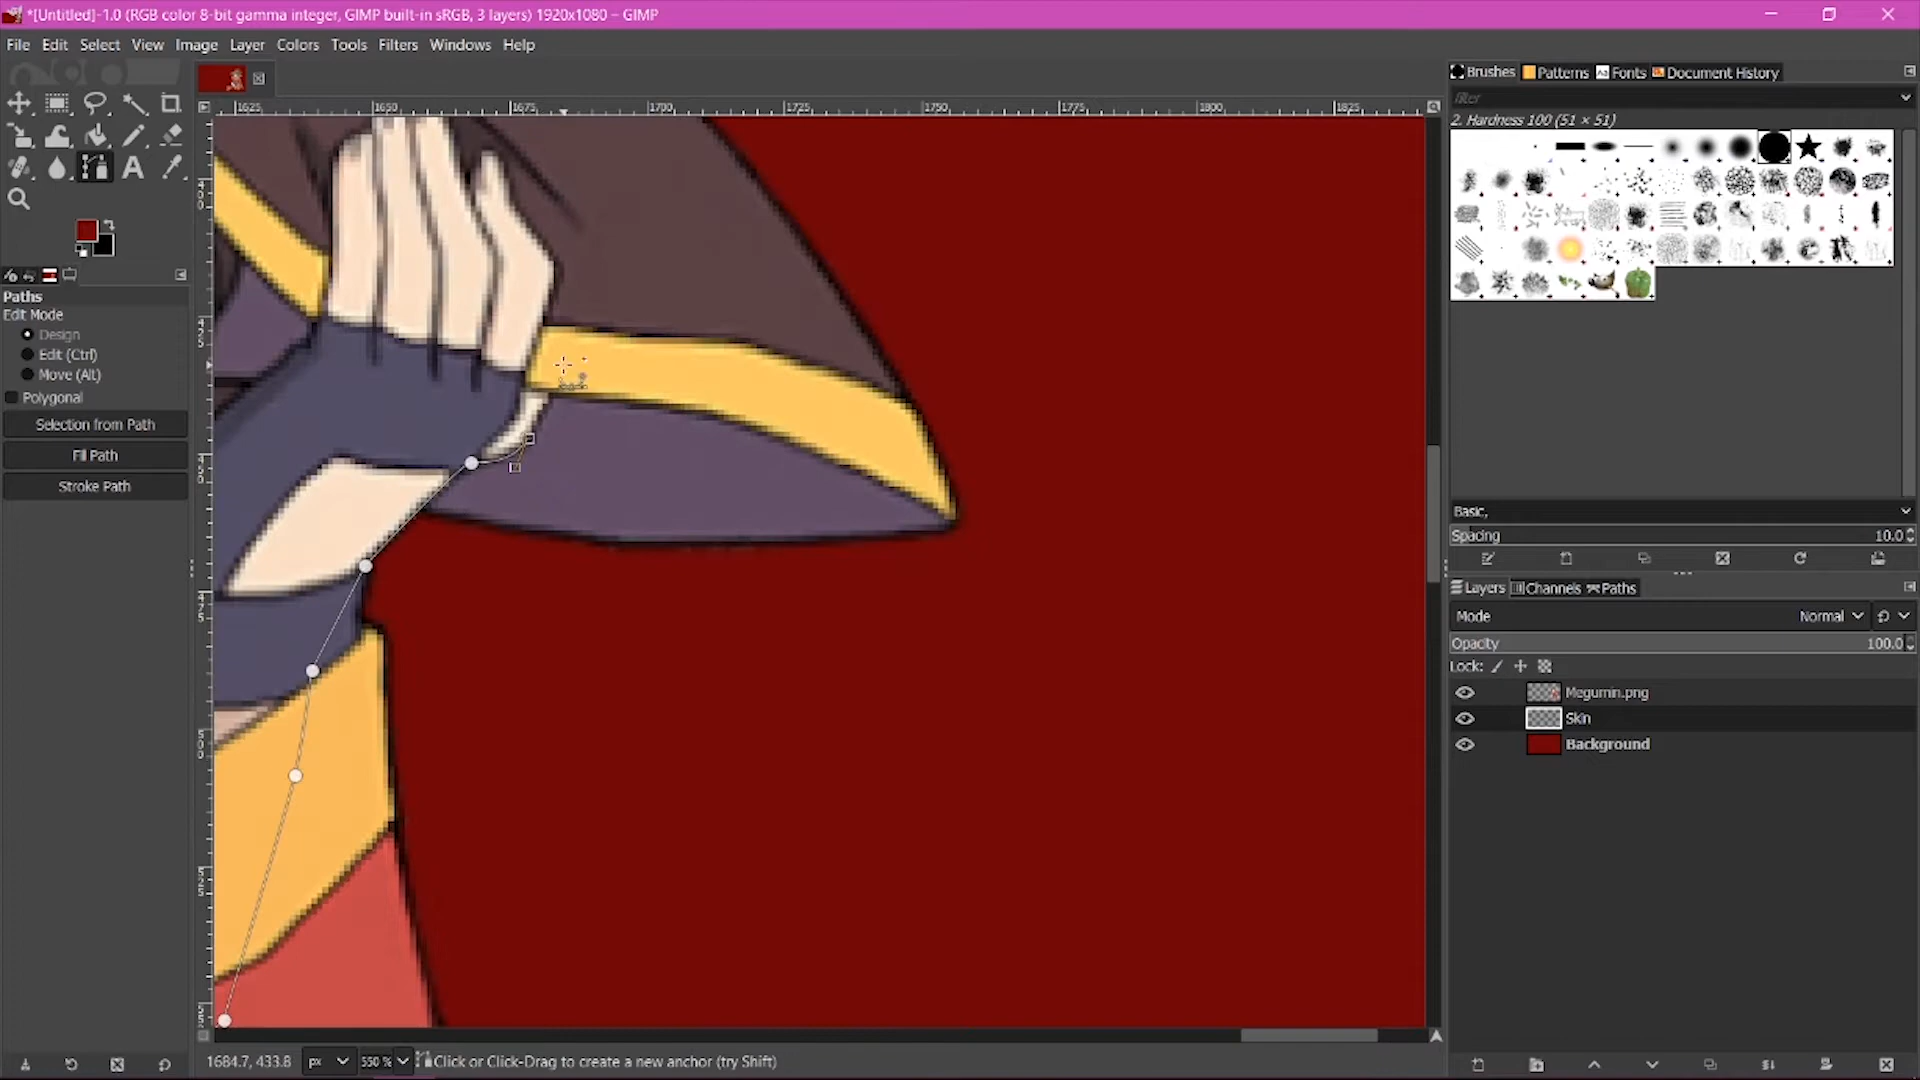 *[Untitled]-1.0 (RGB color 8-bit gamma integer, GIMP built-in sRGB, 3 layers) 1920x1080 – GIMP
File Edit Select View Image Layer Colors Tools Filters Windows Help
Brushes Patterns Fonts Document History
filter
1625 1650 1675 1700 1725 1750 1775 1800 1825
2. Hardness 100 (51 × 51)
Paths
Edit Mode
Design
Edit (Ctrl)
Move (Alt)
Polygonal
Selection from Path
Fill Path
Stroke Path
Basic,
Spacing 10.0
Layers Channels Paths
Mode Normal
Opacity 100.0
Lock:
Megumin.png
Skin
Background
1684.7, 433.8 px 550 % Click or Click-Drag to create a new anchor (try Shift)